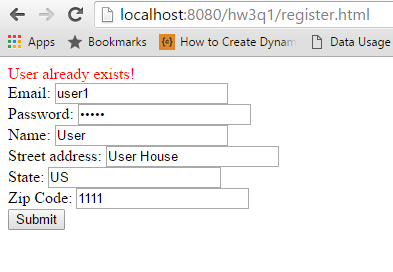 localhost:8080/hw3q1/register.html
Apps Bookmarks {e} How to Create Dynam Data Usage
User already exists!
Email: user1
Password: •••••
Name: User
Street address: User House
State: US
Zip Code: 1111
Submit